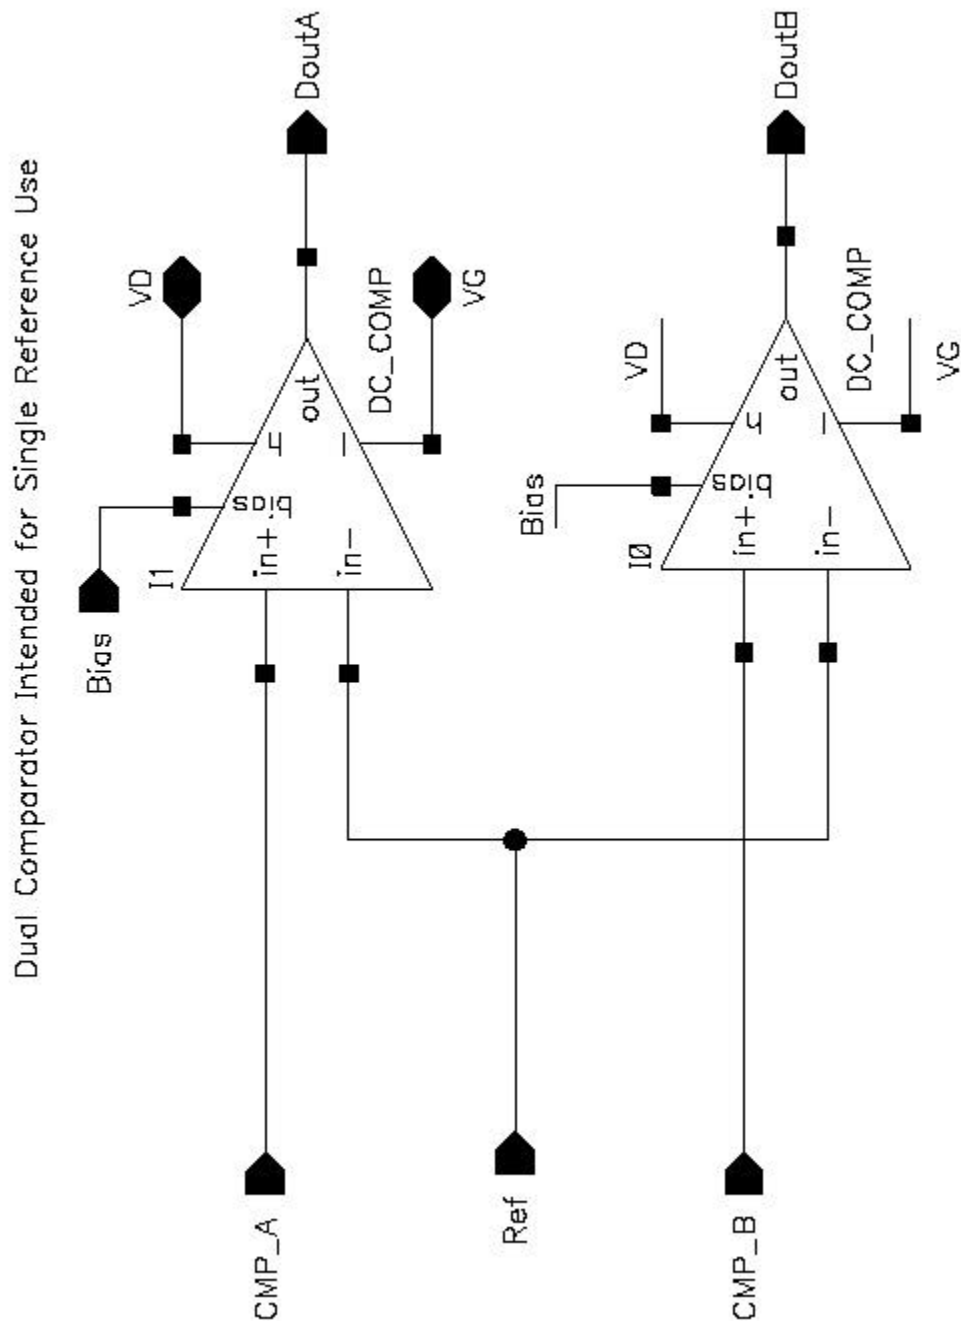 Dual Comparator Intended for Single Reference Use
Bias
VD
I1
bias
h
in+
in-
out
l
DC_COMP
VG
DoutA
CMP_A
Ref
CMP_B
Bias
VD
I0
bias
h
in+
in-
out
l
DC_COMP
VG
DoutB